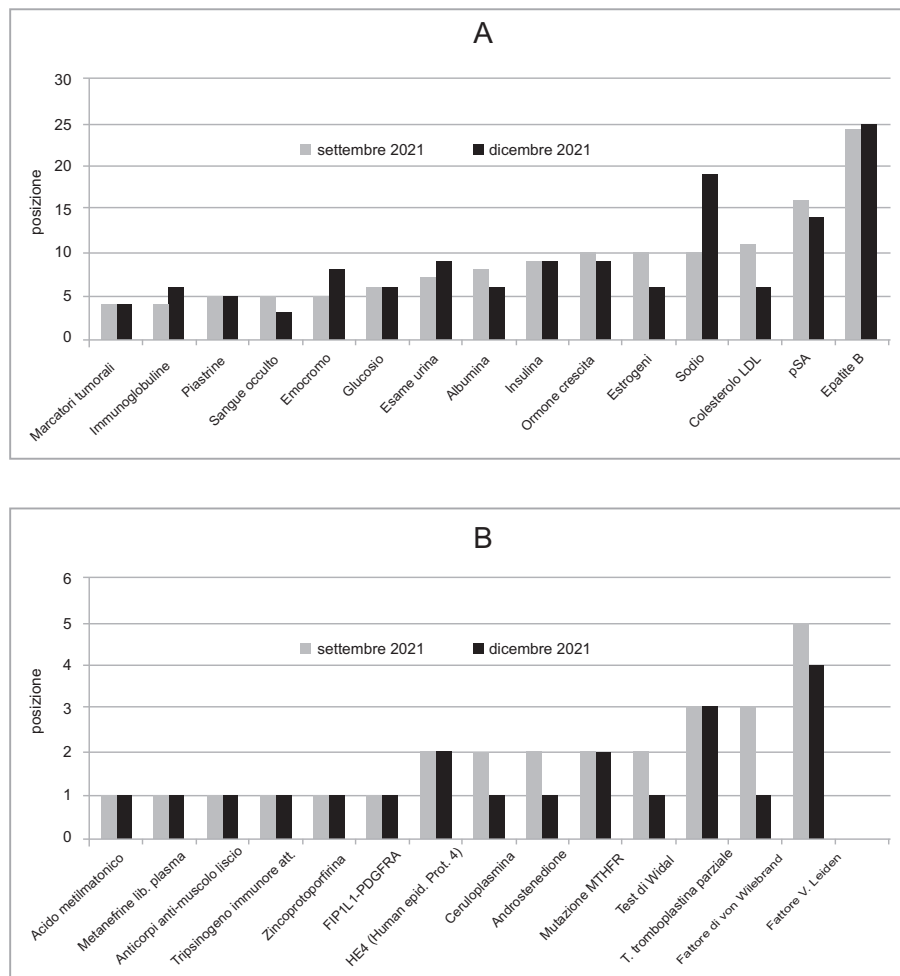 A
30
25
20
15
10
5
0
posizione
settembre 2021 dicembre 2021
Marcatori tumorali
Immunoglobuline
Piastrine
Sangue occulto
Emocromo
Glucosio
Esame urina
Albumina
Insulina
Ormone crescita
Estrogeni
Sodio
Colesterolo LDL
pSA
Epatite B
B
6
5
4
3
2
1
0
posizione
settembre 2021 dicembre 2021
Acido metilmatonico
Metanefrine lib. plasma
Anticorpi anti-muscolo liscio
Tripsinogeno immunore att.
Zincoprotoporfirina
FIP1L1-PDGFRA
HE4 (Human epid. Prot. 4)
Ceruloplasmina
Androstenedione
Mutazione MTHFR
Test di Widal
T. tromboplastina parziale
Fattore di von Wilebrand
Fattore V. Leiden